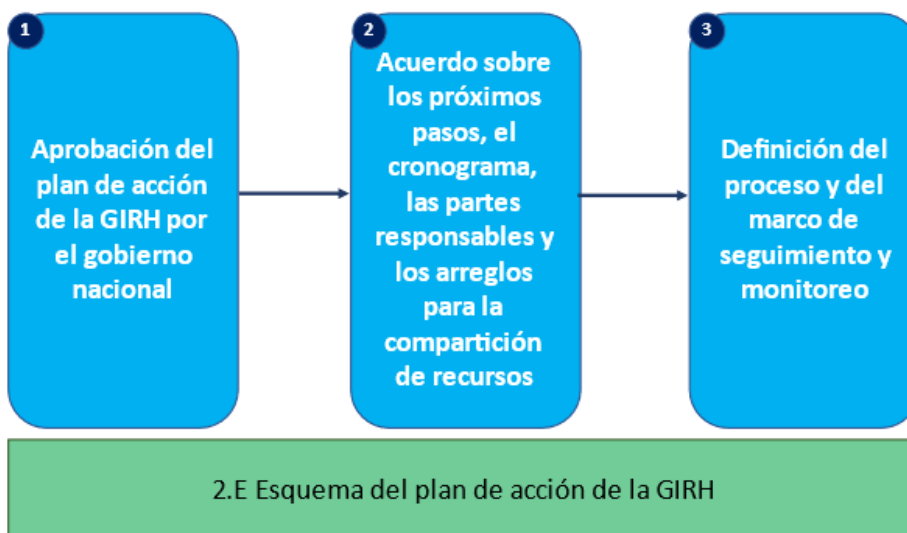 1
Aprobación del
plan de acción
de la GIRH por
el gobierno
nacional
2
Acuerdo sobre
los próximos
pasos, el
cronograma,
las partes
responsables y
los arreglos
para la
compartición
de recursos
3
Definición del
proceso y del
marco de
seguimiento y
monitoreo
2.E Esquema del plan de acción de la GIRH